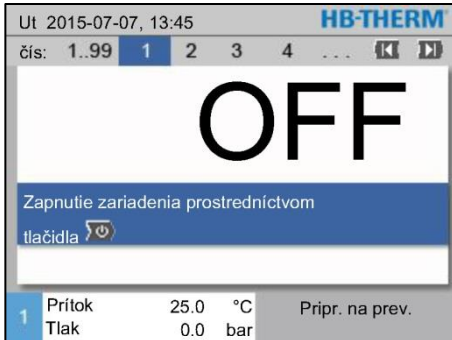 Ut 2015-07-07, 13:45 HB-THERM
čís: 1..99 1 2 3 4 ...
OFF
Zapnutie zariadenia prostredníctvom
tlačidla
1 Prítok 25.0 °C Pripr. na prev.
Tlak 0.0 bar